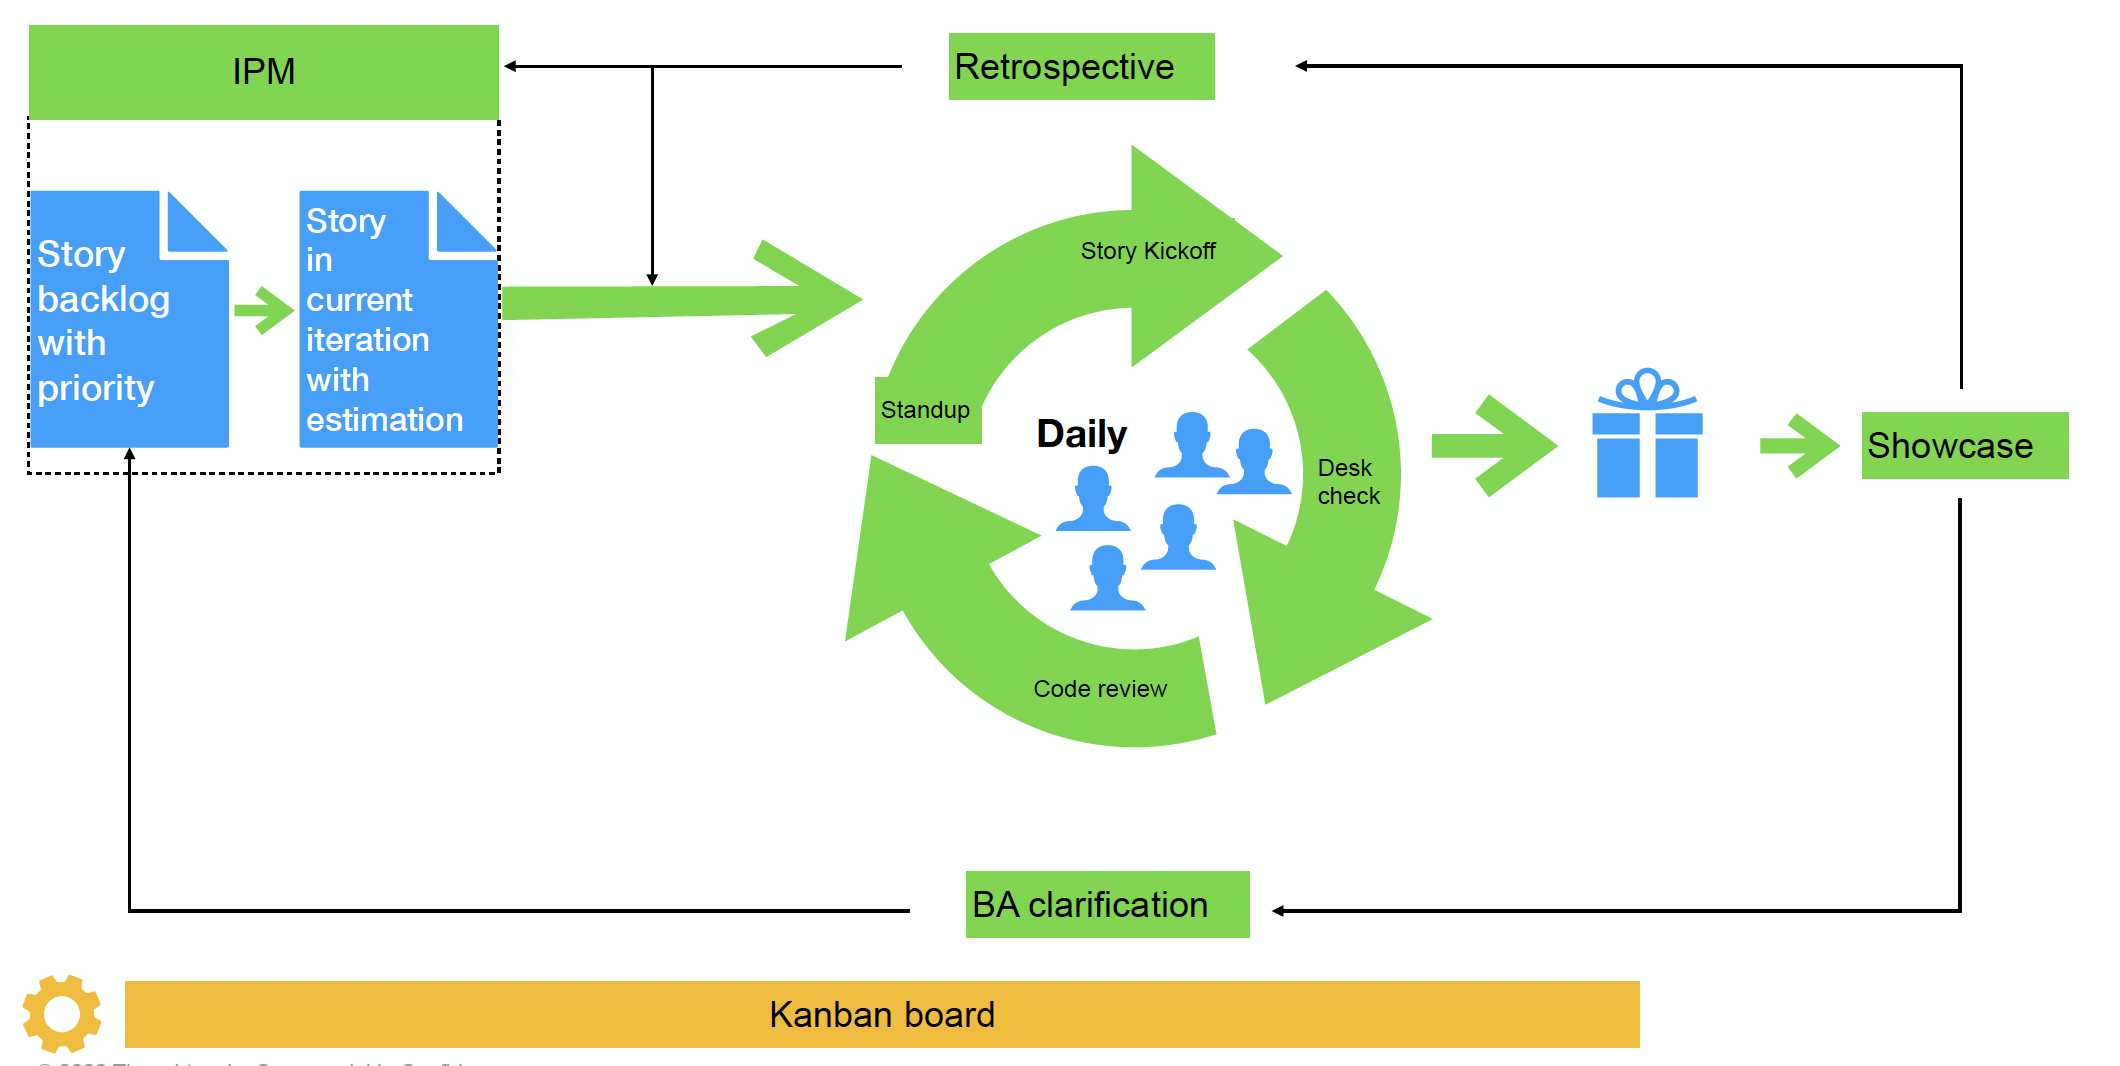 IPM
Retrospective
Story
backlog
with
priority
Story
in
current
iteration
with
estimation
Story Kickoff
Standup
Daily
Desk
check
Code review
Showcase
BA clarification
Kanban board